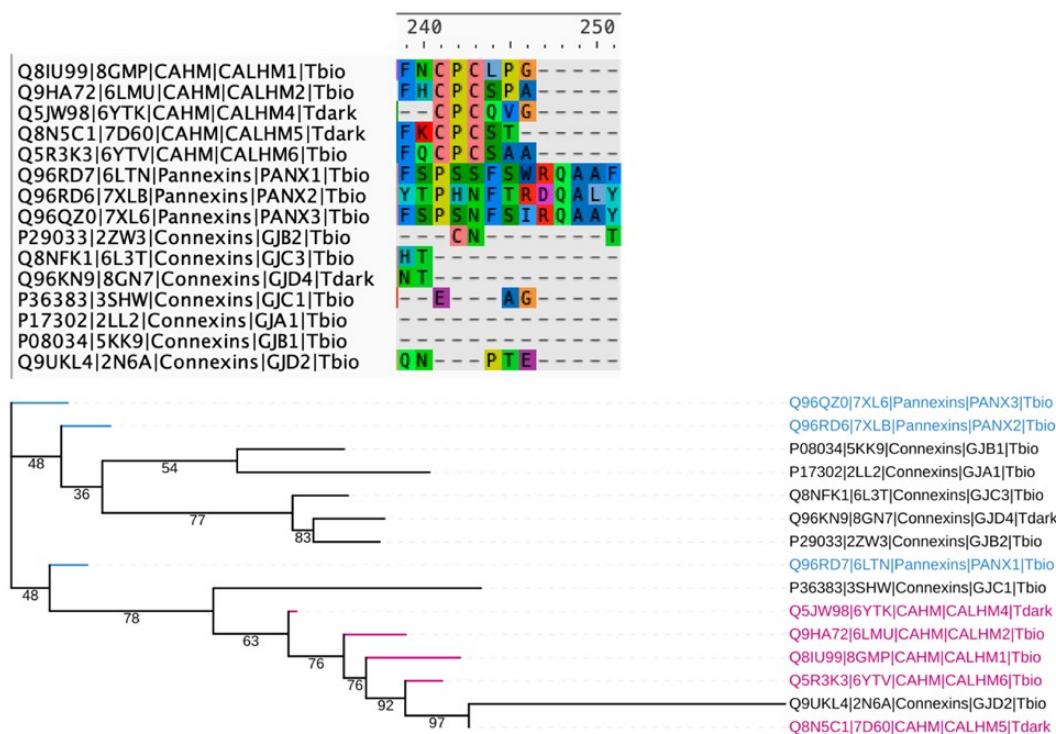 240 250
Q8IU99|8GMP|CAHM|CALHM1|Tbio FNCPCLPG-----
Q9HA72|6LMU|CAHM|CALHM2|Tbio FHCPCSPA-----
Q5JW98|6YTK|CAHM|CALHM4|Tdark --CPCQVG-----
Q8N5C1|7D60|CAHM|CALHM5|Tdark FKCPCST------
Q5R3K3|6YTV|CAHM|CALHM6|Tbio FQCPCSAA-----
Q96RD7|6LTN|Pannexins|PANX1|Tbio FSPSSFSWRQAAF
Q96RD6|7XLB|Pannexins|PANX2|Tbio YTPHNFTRDQALY
Q96QZ0|7XL6|Pannexins|PANX3|Tbio FSPSNFSIRQAAY
P29033|2ZW3|Connexins|GJB2|Tbio ---CN-------T
Q8NFK1|6L3T|Connexins|GJC3|Tbio HT-----------
Q96KN9|8GN7|Connexins|GJD4|Tdark NT-----------
P36383|3SHW|Connexins|GJC1|Tbio --E---AG-----
P17302|2LL2|Connexins|GJA1|Tbio -------------
P08034|5KK9|Connexins|GJB1|Tbio -------------
Q9UKL4|2N6A|Connexins|GJD2|Tbio QN---PTE-----
Q96QZ0|7XL6|Pannexins|PANX3|Tbio
Q96RD6|7XLB|Pannexins|PANX2|Tbio
P08034|5KK9|Connexins|GJB1|Tbio
48 54
P17302|2LL2|Connexins|GJA1|Tbio
36
Q8NFK1|6L3T|Connexins|GJC3|Tbio
77
Q96KN9|8GN7|Connexins|GJD4|Tdark
83
P29033|2ZW3|Connexins|GJB2|Tbio
Q96RD7|6LTN|Pannexins|PANX1|Tbio
P36383|3SHW|Connexins|GJC1|Tbio
48
Q5JW98|6YTK|CAHM|CALHM4|Tdark
78
Q9HA72|6LMU|CAHM|CALHM2|Tbio
63
Q8IU99|8GMP|CAHM|CALHM1|Tbio
76
Q5R3K3|6YTV|CAHM|CALHM6|Tbio
76
Q9UKL4|2N6A|Connexins|GJD2|Tbio
92
97
Q8N5C1|7D60|CAHM|CALHM5|Tdark